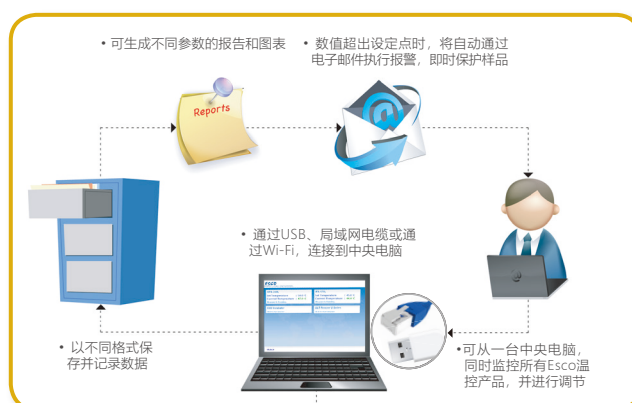 • 可生成不同参数的报告和图表
• 数值超出设定点时，将自动通过
电子邮件执行报警，即时保护样品
Reports
@
• 通过USB、局域网电缆或通
过Wi-Fi，连接到中央电脑
esco
• 以不同格式保
存并记录数据
•可从一台中央电脑，
同时监控所有Esco温
控产品，并进行调节